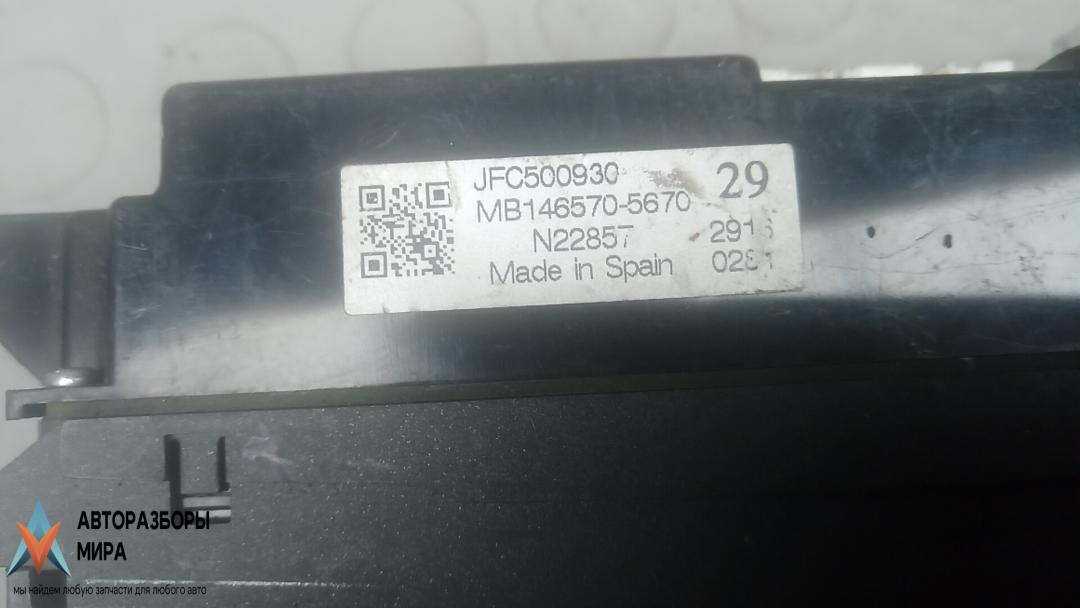 JFC500930 29
MB146570-5670
N22857
Made in Spain
АВТОРАЗБОРЫ
МИРА
мы найдем любую запчасти для любого авто